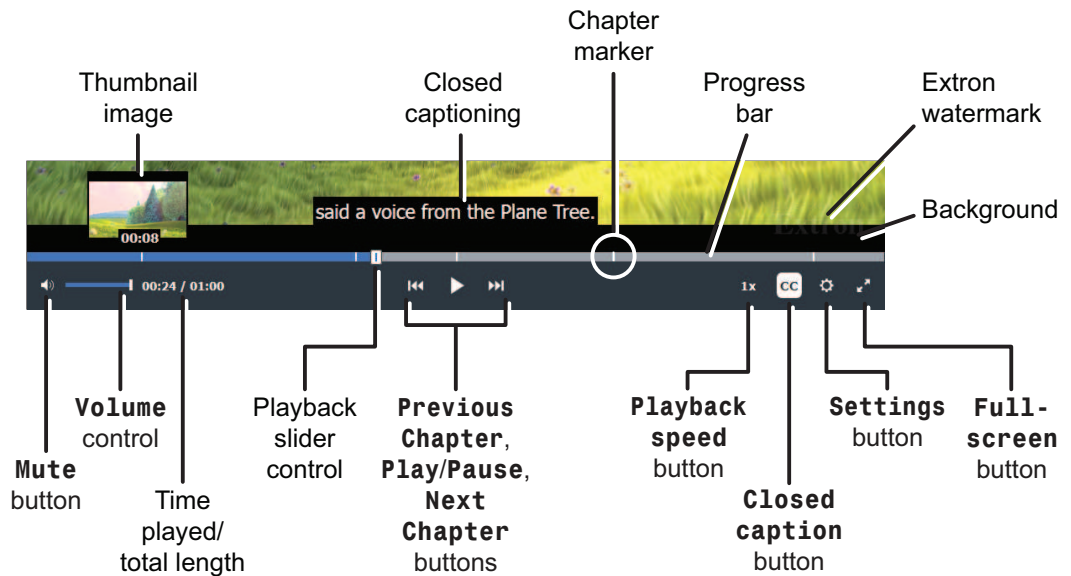 Chapter
marker
Thumbnail
image
Closed
captioning
Progress
bar
Extron
watermark
said a voice from the Plane Tree.
Extron
Background
00:08
00:24 / 01:00
1x
CC
Volume
control
Mute
button
Time
played/
total length
Playback
slider
control
Previous
Chapter,
Play/Pause,
Next
Chapter
buttons
Playback
speed
button
Closed
caption
button
Settings
button
Full-
screen
button